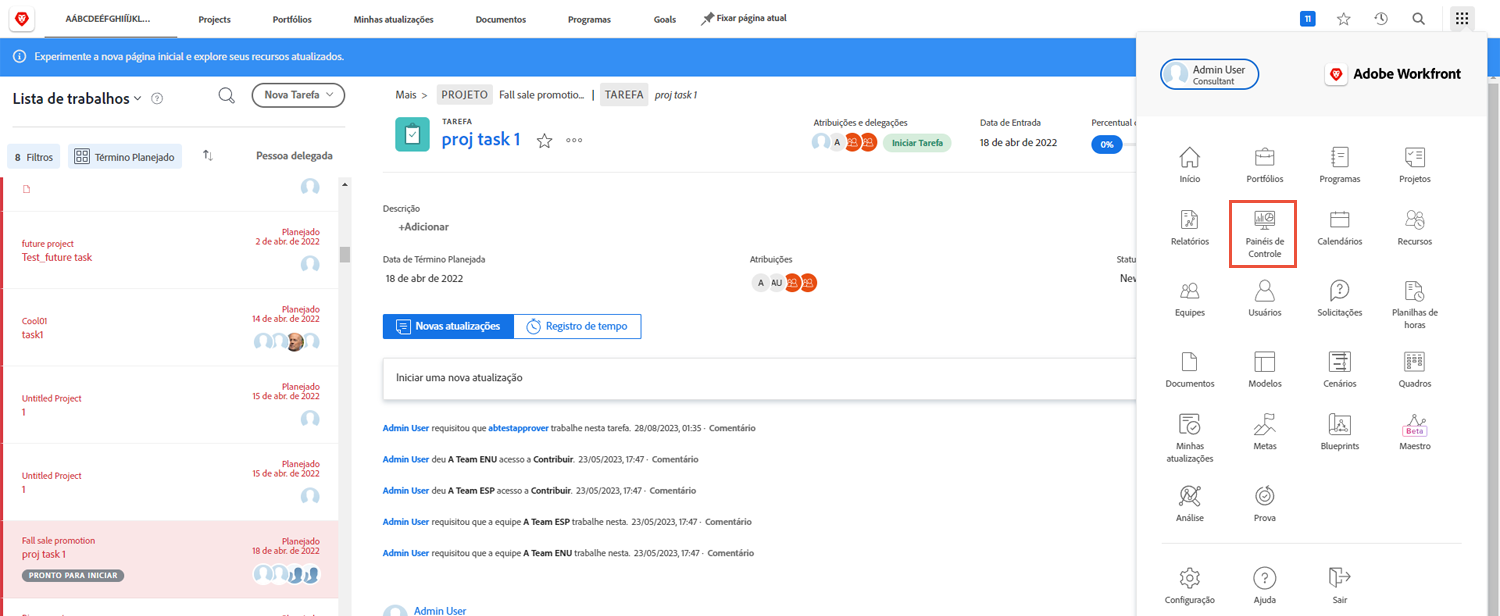 AÁBCDEÉFGHIÍÏJKL...
Projects
Portfólios
Minhas atualizações
Documentos
Programas
Goals
Fixar página atual
11
Experimente a nova página inicial e explore seus recursos atualizados.
Lista de trabalhos
Nova Tarefa
8 Filtros
Término Planejado
Pessoa delegada
Planejado
future project
2 de abr. de 2022
Test_future task
Planejado
Cool01
14 de abr. de 2022
task1
Planejado
Untitled Project
15 de abr. de 2022
1
Planejado
Untitled Project
15 de abr. de 2022
1
Fall sale promotion
Planejado
proj task 1
18 de abr. de 2022
PRONTO PARA INICIAR
Mais > PROJETO Fall sale promotio... | TAREFA proj task 1
TAREFA
proj task 1
Atribuições e delegações
A
Iniciar Tarefa
Data de Entrada
18 de abr de 2022
Percentual
0%
Descrição
+Adicionar
Data de Término Planejada
18 de abr de 2022
Atribuições
A AU
Statu
New
Novas atualizações
Registro de tempo
Iniciar uma nova atualização
Admin User requisitou que abtestapprover trabalhe nesta tarefa. 28/08/2023, 01:35 · Comentário
Admin User deu A Team ENU acesso a Contribuir. 23/05/2023, 17:47 · Comentário
Admin User deu A Team ESP acesso a Contribuir. 23/05/2023, 17:47 · Comentário
Admin User requisitou que a equipe A Team ESP trabalhe nesta. 23/05/2023, 17:47 · Comentário
Admin User requisitou que a equipe A Team ENU trabalhe nesta. 23/05/2023, 17:47 · Comentário
Admin User
Admin User
Consultant
Adobe Workfront
Início
Portfólios
Programas
Projetos
Relatórios
Painéis de
Controle
Calendários
Recursos
Equipes
Usuários
Solicitações
Planilhas de
horas
Documentos
Modelos
Cenários
Quadros
Minhas
atualizações
Metas
Blueprints
Beta
Maestro
Análise
Prova
Configuração
Ajuda
Sair